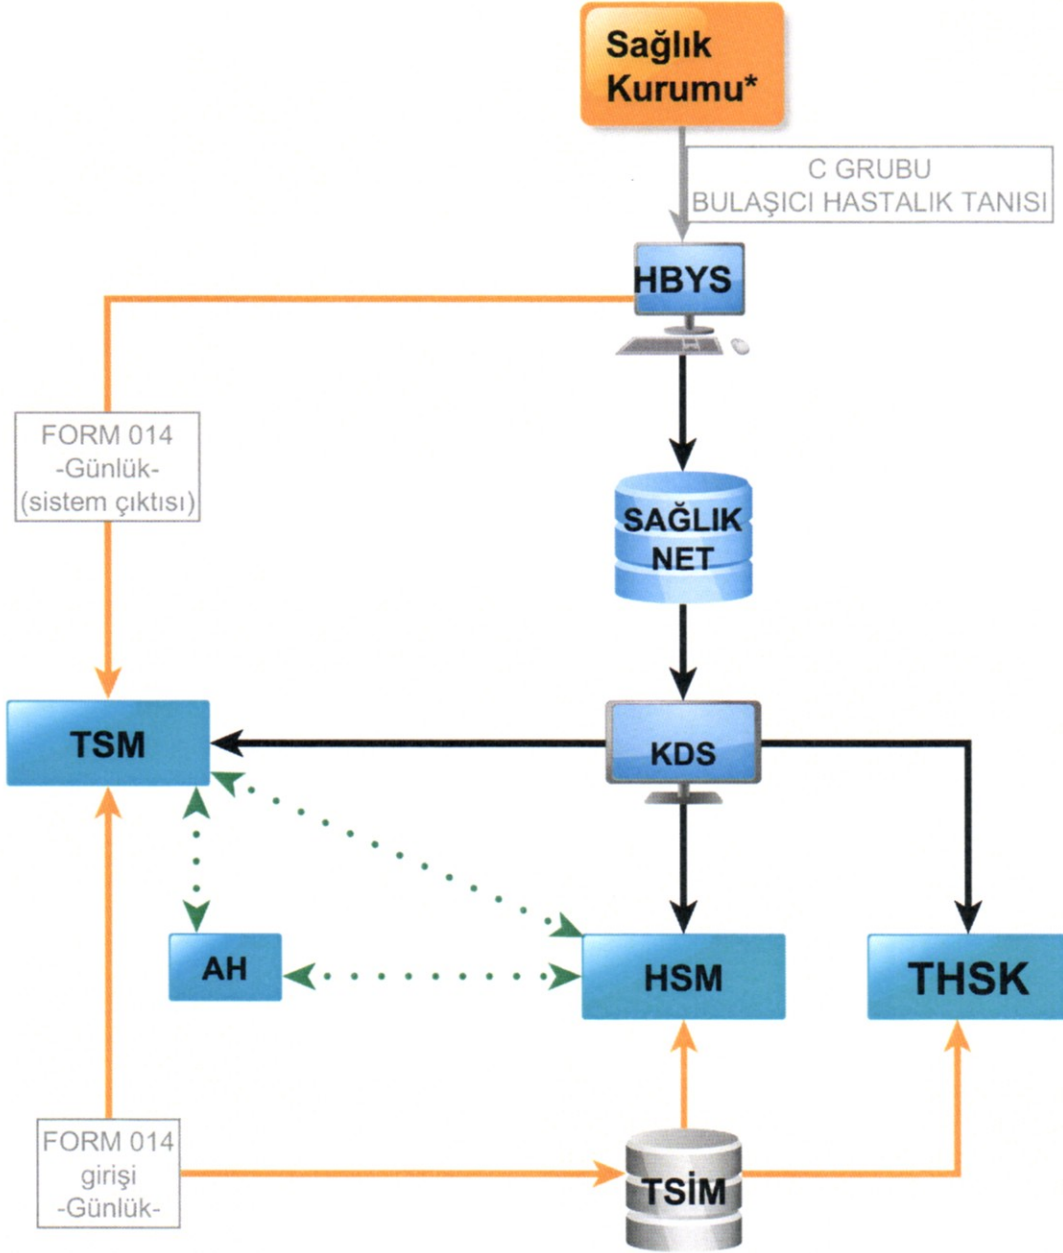 Sağlık
Kurumu*
C GRUBU
BULAŞICI HASTALIK TANISI
HBYS
FORM 014
-Günlük-
(sistem çıktısı)
SAĞLIK
NET
TSM
KDS
AH
HSM
THSK
FORM 014
girişi
-Günlük-
TSİM